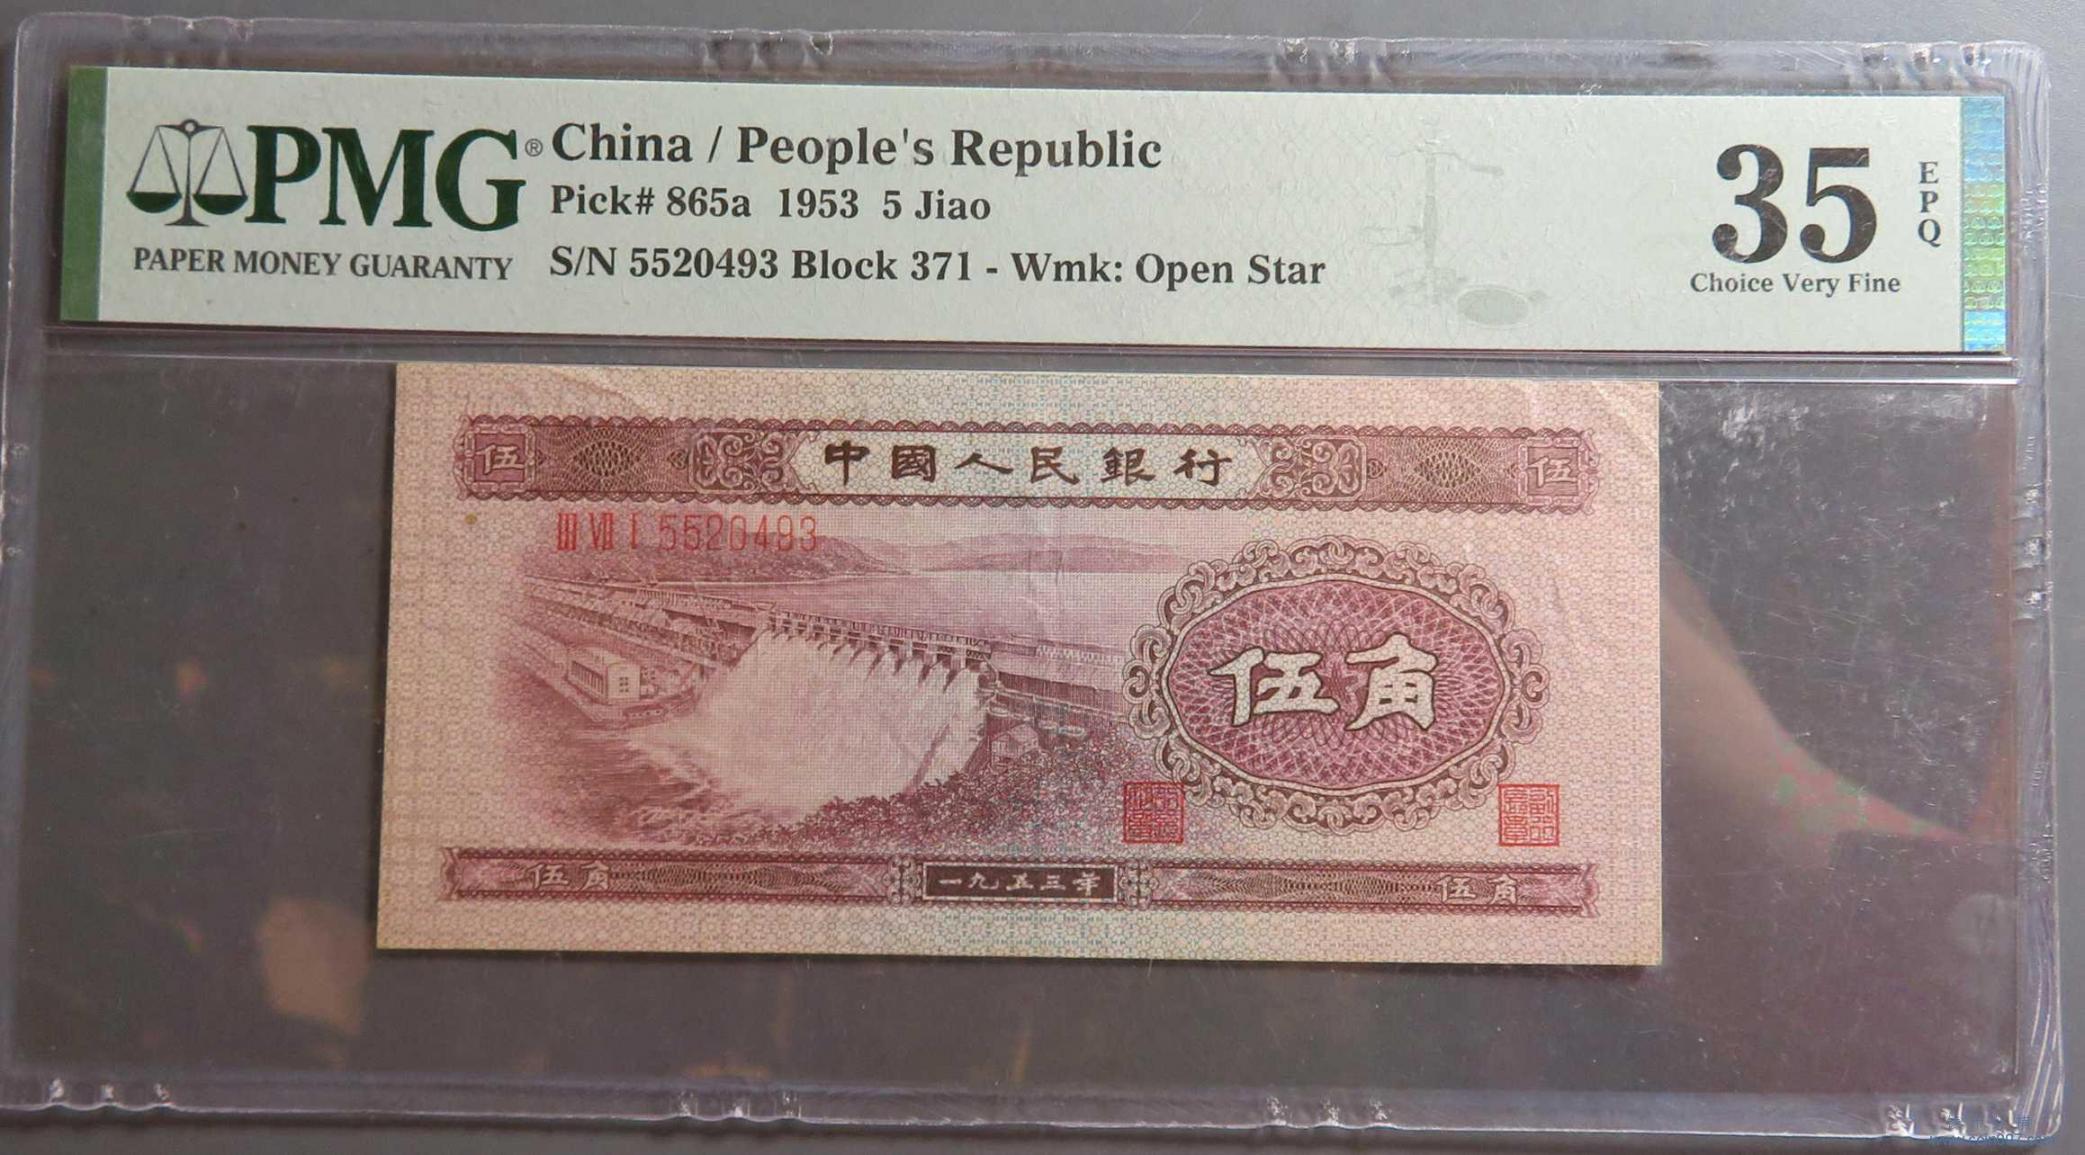 PMG® China / People's Republic
Pick# 865a 1953 5 Jiao
PAPER MONEY GUARANTY S/N 5520493 Block 371 - Wmk: Open Star
35
EPQ
Choice Very Fine
伍 中國人民銀行 伍
III VII I 5520493
伍角
伍角 一九五三年 伍角